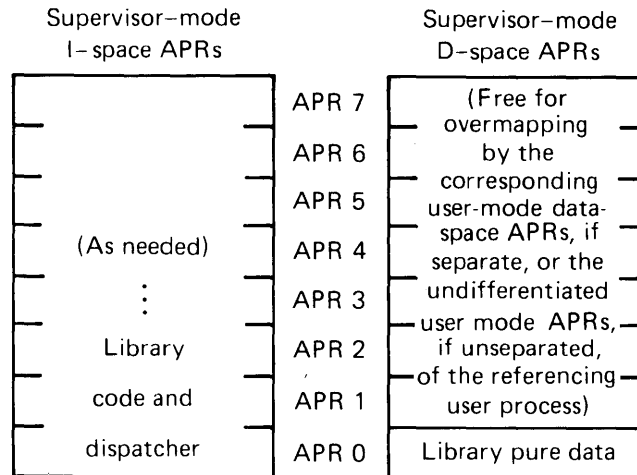 Supervisor-mode
I-space APRs
Supervisor-mode
D-space APRs
APR 7
APR 6
APR 5
APR 4
APR 3
APR 2
APR 1
APR 0
(As needed)
⋮
Library
code and
dispatcher
(Free for
overmapping
by the
corresponding
user-mode data-
space APRs, if
separate, or the
undifferentiated
user mode APRs,
if unseparated,
of the referencing
user process)
Library pure data